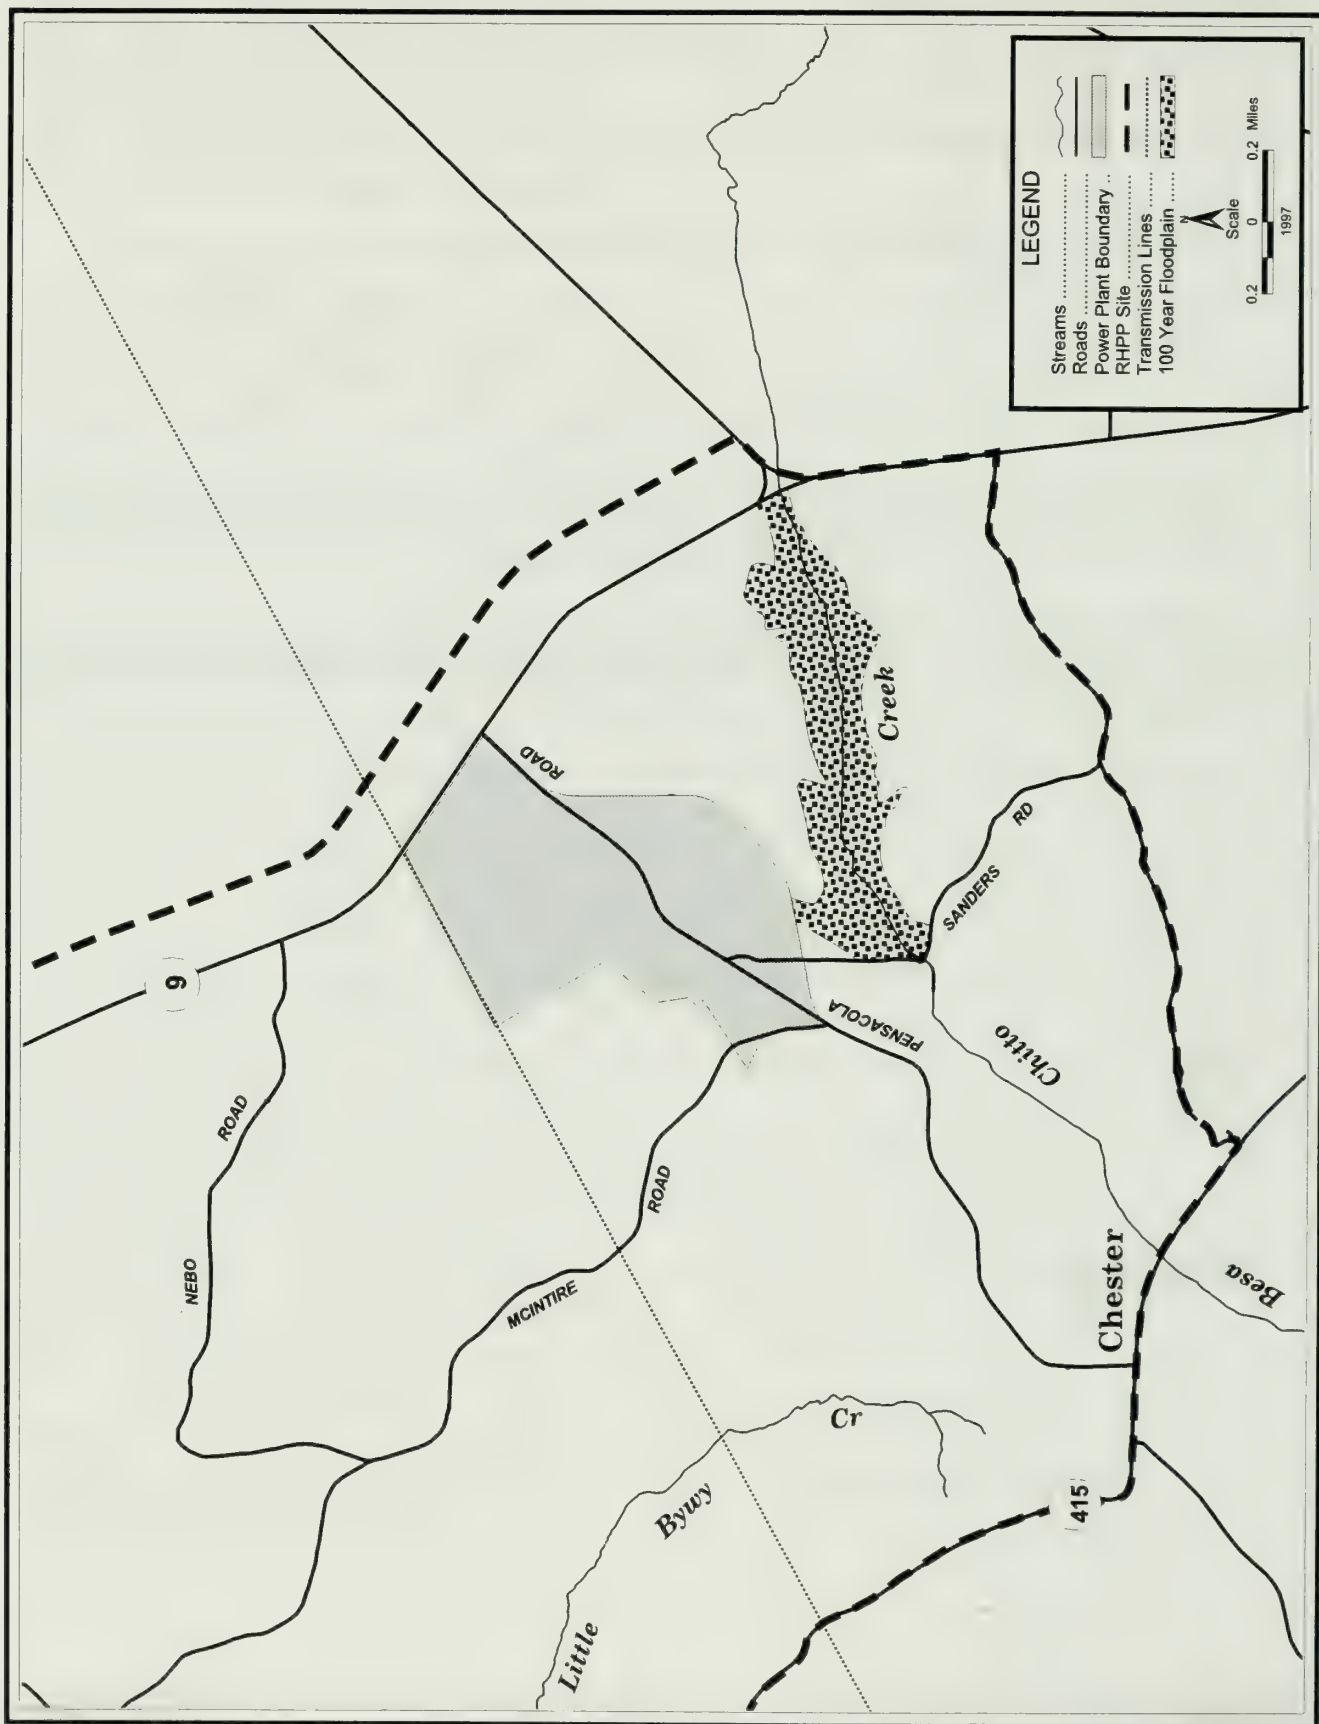 9
NEBO
ROAD
MCINTIRE
ROAD
ROAD
PENSACOLA
SANDERS
RD
Creek
Chitto
Besa
Chester
Little
Bywy
Cr
415
LEGEND
Streams ....................
Roads ........................
Power Plant Boundary ..
RHPP Site ....................
Transmission Lines .......
100 Year Floodplain ......
N
Scale
0.2 0 0.2 Miles
1997